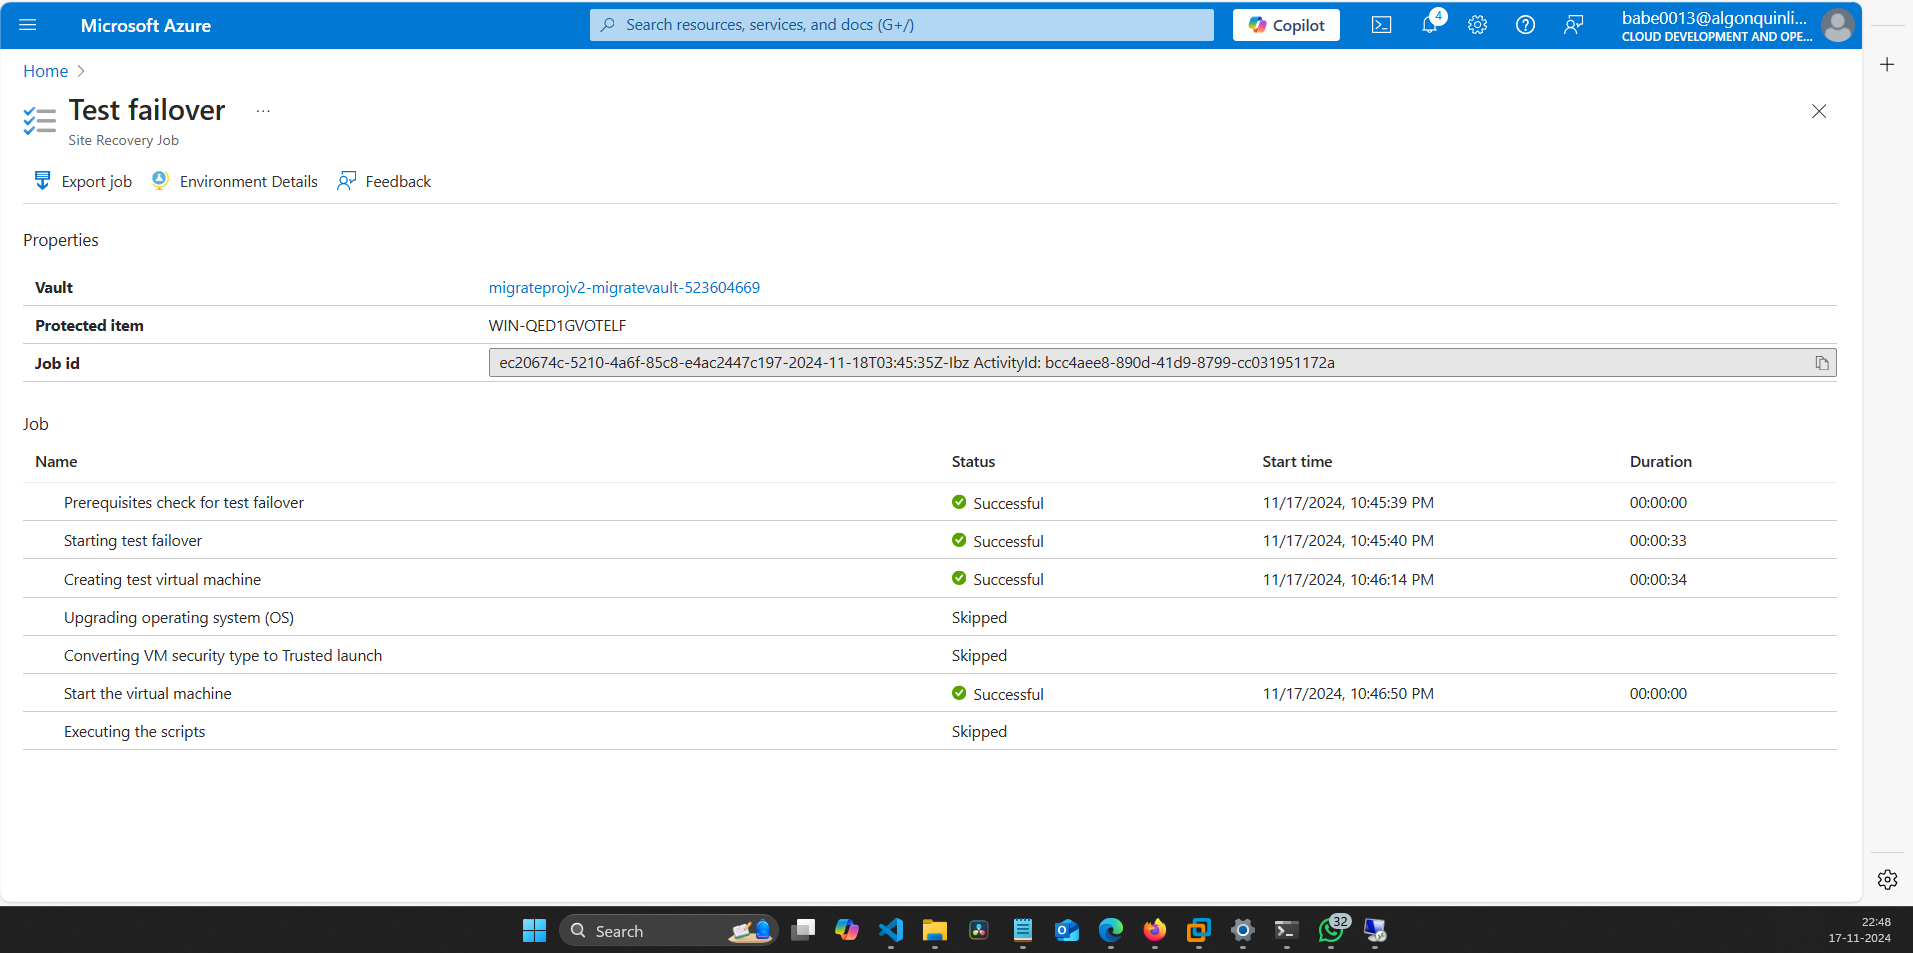 Microsoft Azure
Search resources, services, and docs (G+/)
Copilot
4
babe0013@algonquinli...
CLOUD DEVELOPMENT AND OPE...
Home
Test failover
...
Site Recovery Job
Export job
Environment Details
Feedback
Properties
Vault migrateprojv2-migratevault-523604669
Protected item WIN-QED1GVOTELF
Job id ec20674c-5210-4a6f-85c8-e4ac2447c197-2024-11-18T03:45:35Z-Ibz ActivityId: bcc4aee8-890d-41d9-8799-cc031951172a
Job
Name Status Start time Duration
Prerequisites check for test failover Successful 11/17/2024, 10:45:39 PM 00:00:00
Starting test failover Successful 11/17/2024, 10:45:40 PM 00:00:33
Creating test virtual machine Successful 11/17/2024, 10:46:14 PM 00:00:34
Upgrading operating system (OS) Skipped
Converting VM security type to Trusted launch Skipped
Start the virtual machine Successful 11/17/2024, 10:46:50 PM 00:00:00
Executing the scripts Skipped
Search
32
22:48
17-11-2024